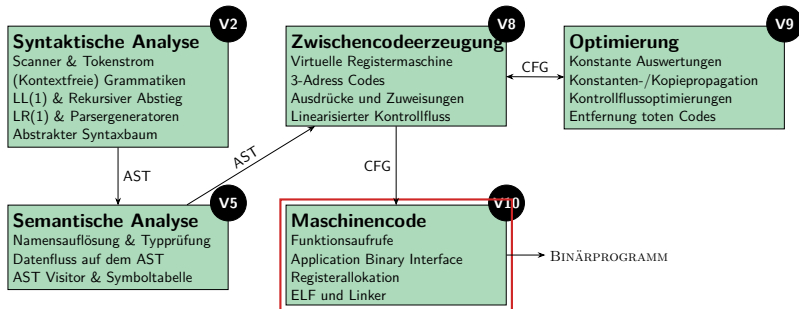 V2
Syntaktische Analyse
Scanner & Tokenstrom
(Kontextfreie) Grammatiken
LL(1) & Rekursiver Abstieg
LR(1) & Parsergeneratoren
Abstrakter Syntaxbaum
V8
Zwischencodeerzeugung
Virtuelle Registermaschine
3-Adress Codes
Ausdrücke und Zuweisungen
Linearisierter Kontrollfluss
CFG
V9
Optimierung
Konstante Auswertungen
Konstanten-/Kopiepropagation
Kontrollflussoptimierungen
Entfernung toten Codes
AST
AST
CFG
V5
Semantische Analyse
Namensauflösung & Typprüfung
Datenfluss auf dem AST
AST Visitor & Symboltabelle
V10
Maschinencode
Funktionsaufrufe
Application Binary Interface
Registerallokation
ELF und Linker
Binärprogramm